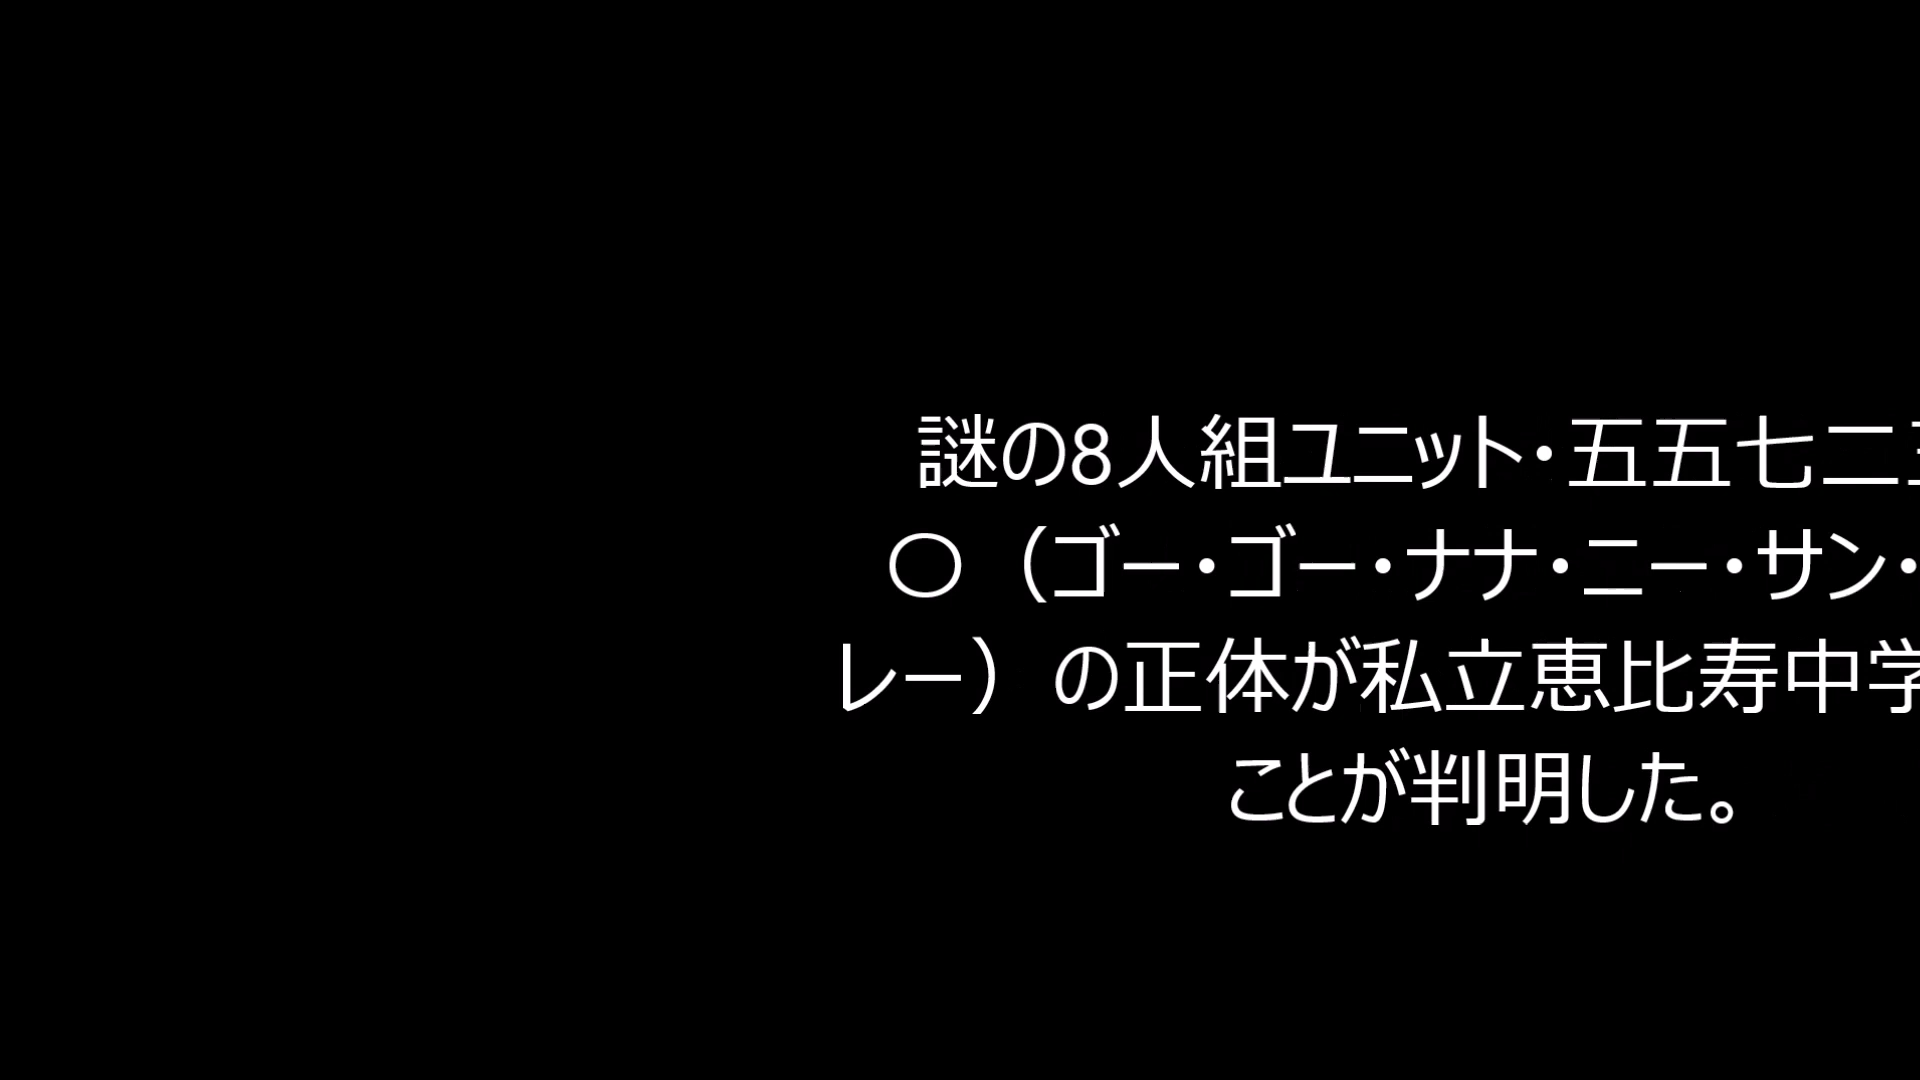 謎の8人組ユニット・五五七二
〇（ゴー・ゴー・ナナ・ニー・サン・
レー）の正体が私立恵比寿中学
ことが判明した。